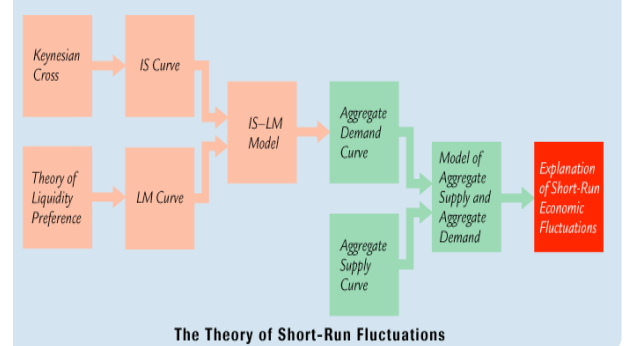 Keynesian
Cross
IS Curve
IS–LM
Model
Aggregate
Demand
Curve
Theory of
Liquidity
Preference
LM Curve
Aggregate
Supply
Curve
Model of
Aggregate
Supply and
Aggregate
Demand
Explanation
of Short-Run
Economic
Fluctuations
The Theory of Short-Run Fluctuations